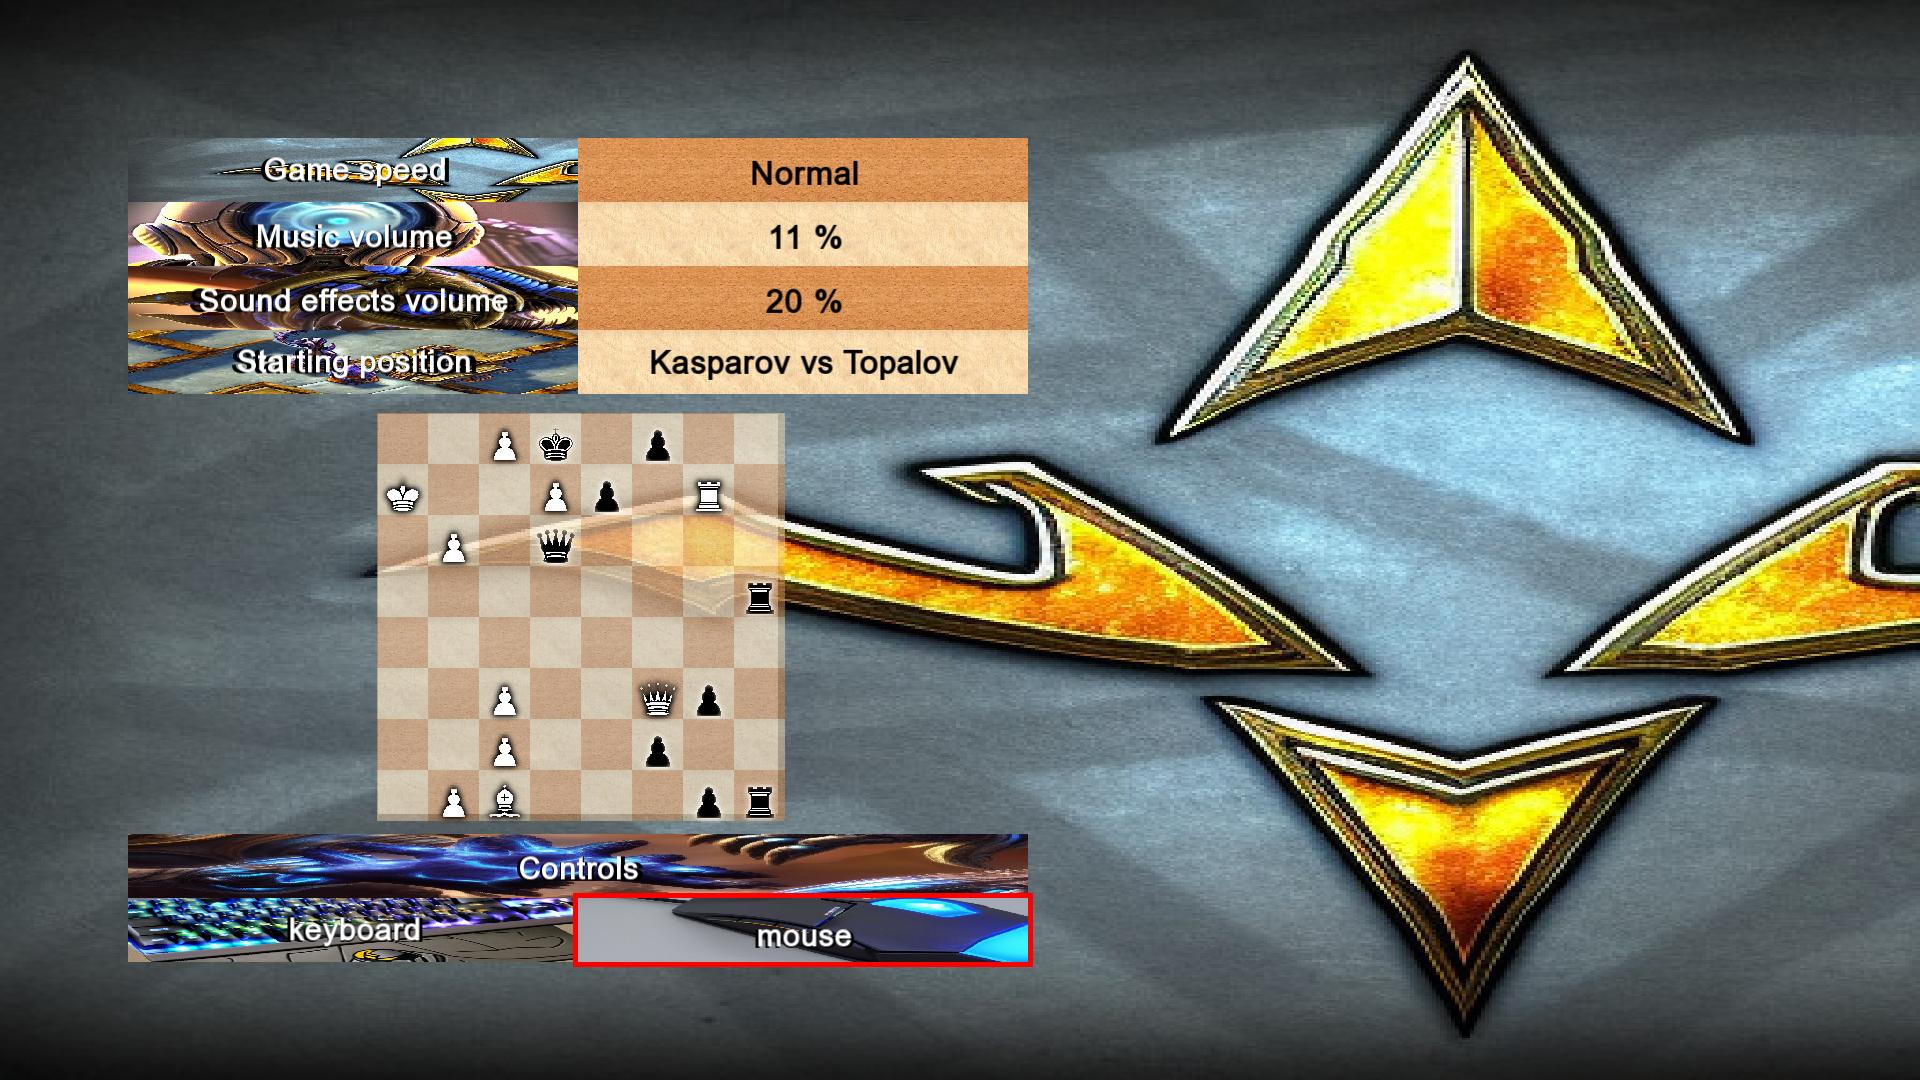 Game speed
Normal
Music volume
11 %
Sound effects volume
20 %
Starting position
Kasparov vs Topalov
Controls
keyboard
mouse